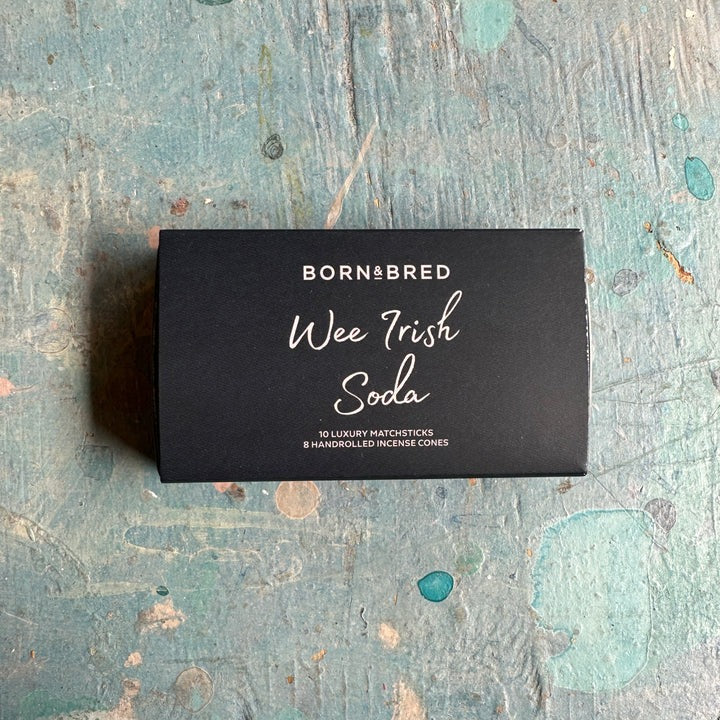 BORN&BRED
Wee Irish
Soda
10 LUXURY MATCHSTICKS
8 HANDROLLED INCENSE CONES